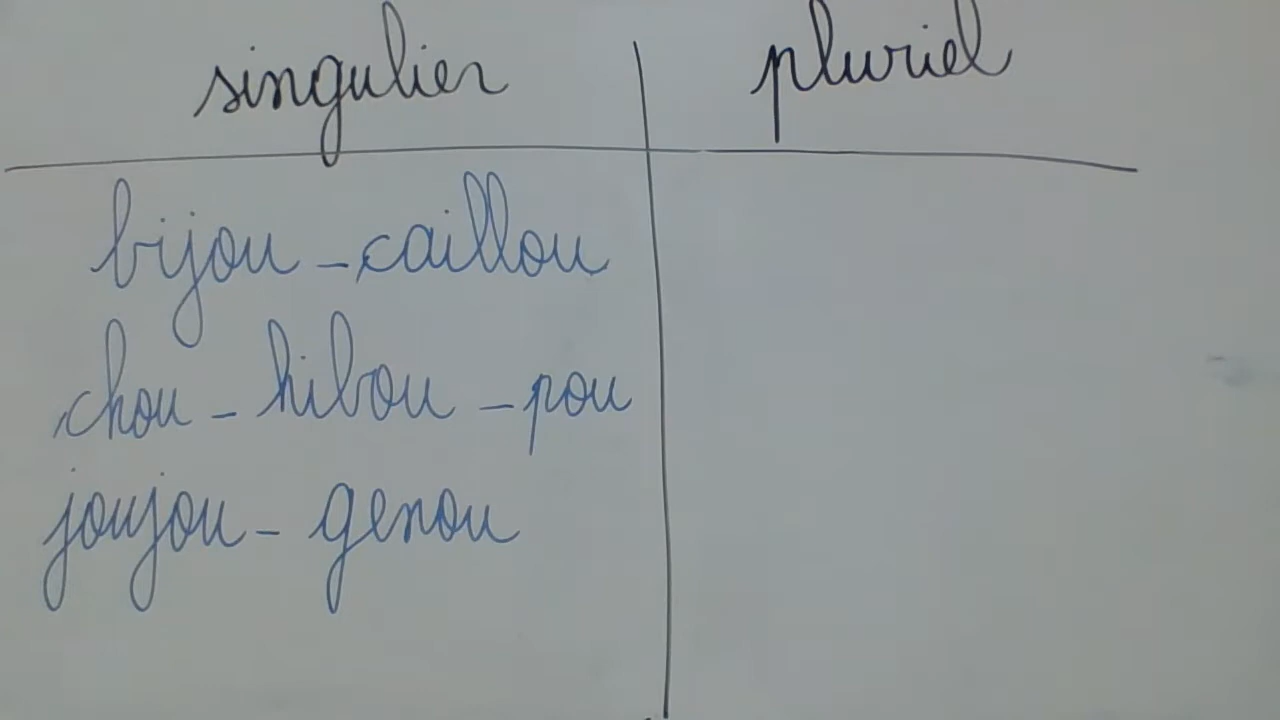 singulier pluriel
bijou - caillou
chou - hibou - pou
joujou - genou